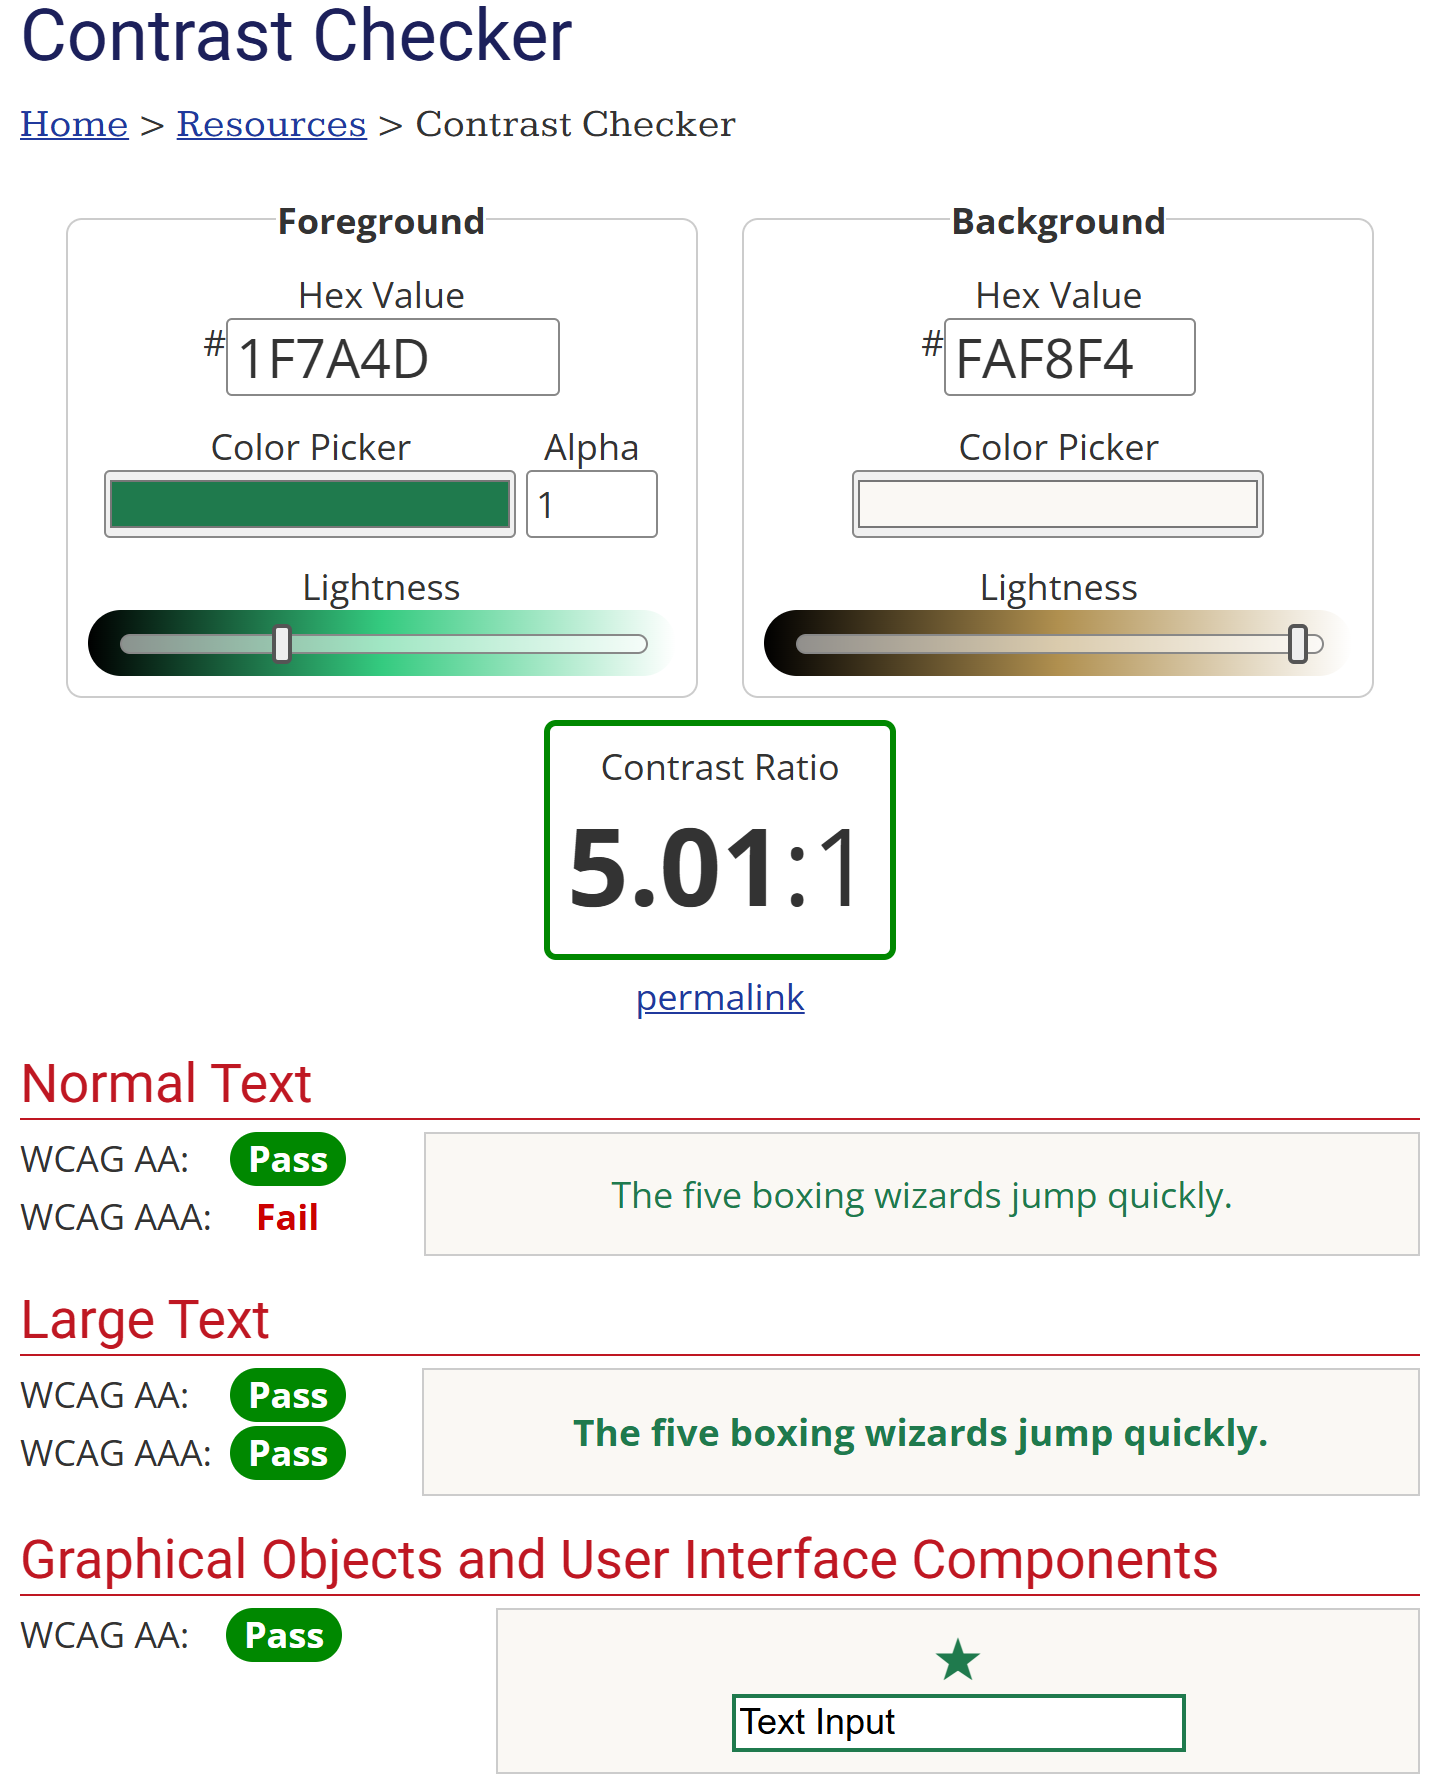 Contrast Checker
Home > Resources > Contrast Checker
Foreground
Hex Value
#1F7A4D
Color Picker Alpha
1
Lightness
Background
Hex Value
#FAF8F4
Color Picker
Lightness
Contrast Ratio
5.01:1
permalink
Normal Text
WCAG AA: Pass
WCAG AAA: Fail
The five boxing wizards jump quickly.
Large Text
WCAG AA: Pass
WCAG AAA: Pass
The five boxing wizards jump quickly.
Graphical Objects and User Interface Components
WCAG AA: Pass
Text Input